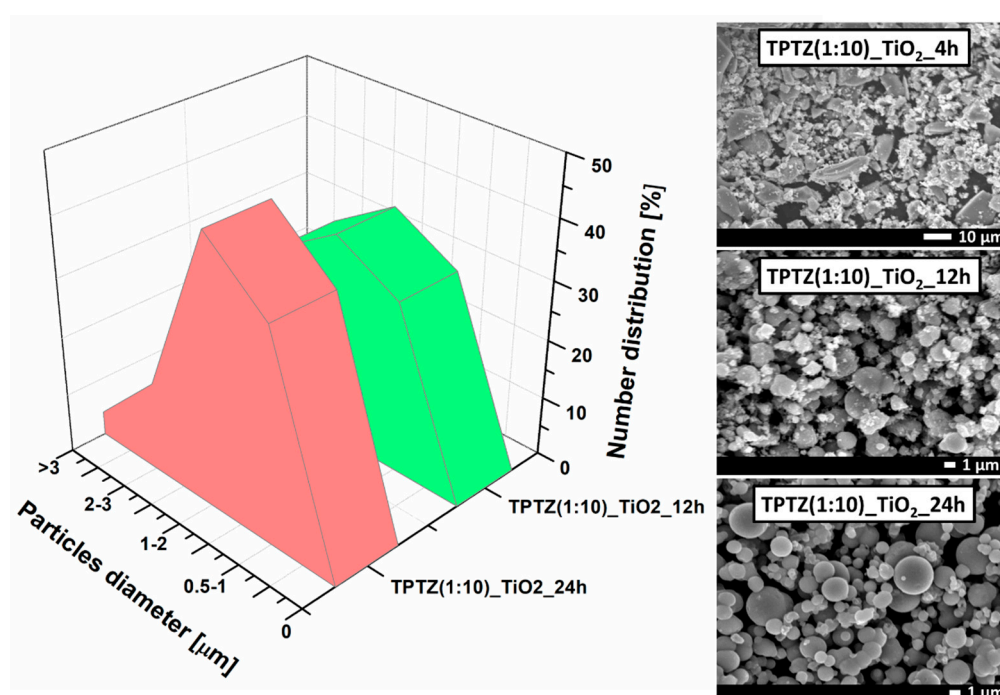 50
40
30
20
10
0
Number distribution [%]
>3
2-3
1-2
0.5-1
0
Particles diameter [μm]
TPTZ(1:10)_TiO2_12h
TPTZ(1:10)_TiO2_24h
TPTZ(1:10)_TiO₂_4h
10 μm
TPTZ(1:10)_TiO₂_12h
1 μm
TPTZ(1:10)_TiO₂_24h
1 μm